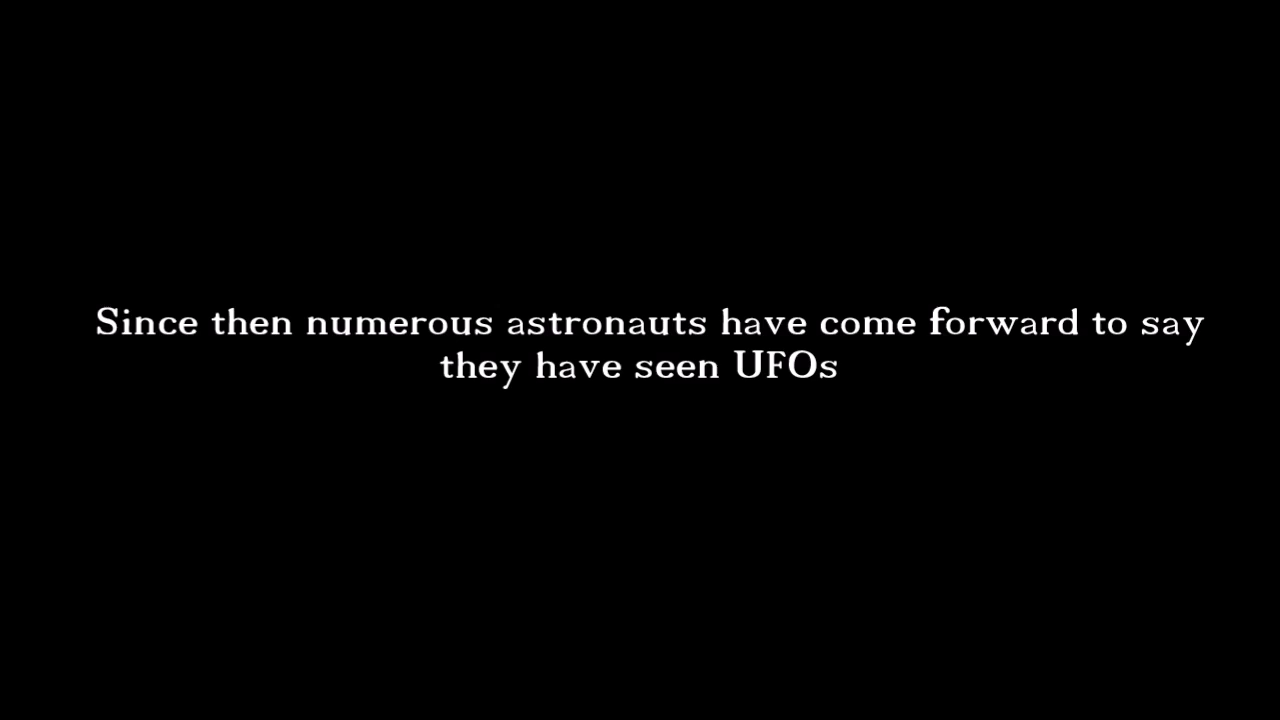 Since then numerous astronauts have come forward to say
they have seen UFOs